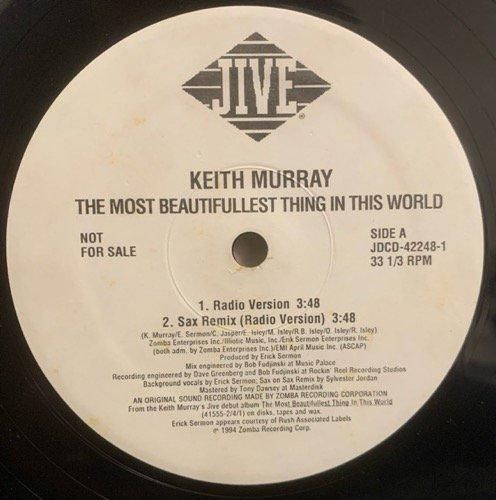 JIVE
®
KEITH MURRAY
THE MOST BEAUTIFULLEST THING IN THIS WORLD
NOT
FOR SALE
SIDE A
JDCD-42248-1
33 1/3 RPM
1. Radio Version 3:48
2. Sax Remix (Radio Version) 3:48
(K. Murray/E. Sermon/C. Jasper/E. Isley/M. Isley/R.B. Isley/O. Isley/R. Isley)
Zomba Enterprises Inc./Illiotic Music, Inc./Erik Sermon Enterprises Inc.
(both adm. by Zomba Enterprises Inc.)/EMI April Music Inc. (ASCAP)
Produced by Erick Sermon
Mix engineered by Bob Fudjinski at Music Palace
Recording engineered by Dave Greenberg and Bob Fudjinski at Rockin' Reel Recording Studios
Background vocals by Erick Sermon, Sax on Sax Remix by Sylvester Jordan
Mastered by Tony Dawsey at Masterdisk
AN ORIGINAL SOUND RECORDING MADE BY ZOMBA RECORDING CORPORATION
From the Keith Murray's Jive debut album The Most Beautifullest Thing In This World
(41555-2/4/1) on disks, tapes and wax.
Erick Sermon appears courtesy of Rush Associated Labels
℗ 1994 Zomba Recording Corp.